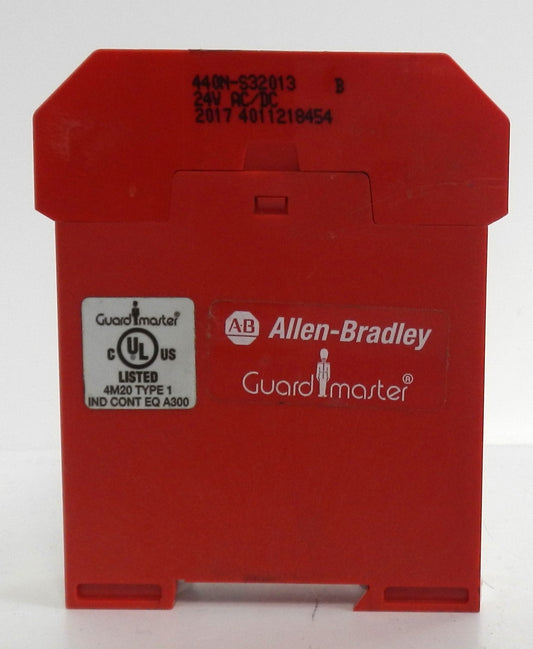 440N-S32013 B
24V AC/DC
2017 4011218454
Guardmaster®
C UL US
LISTED
4M20 TYPE 1
IND CONT EQ A300
A-B Allen-Bradley
Guardmaster®